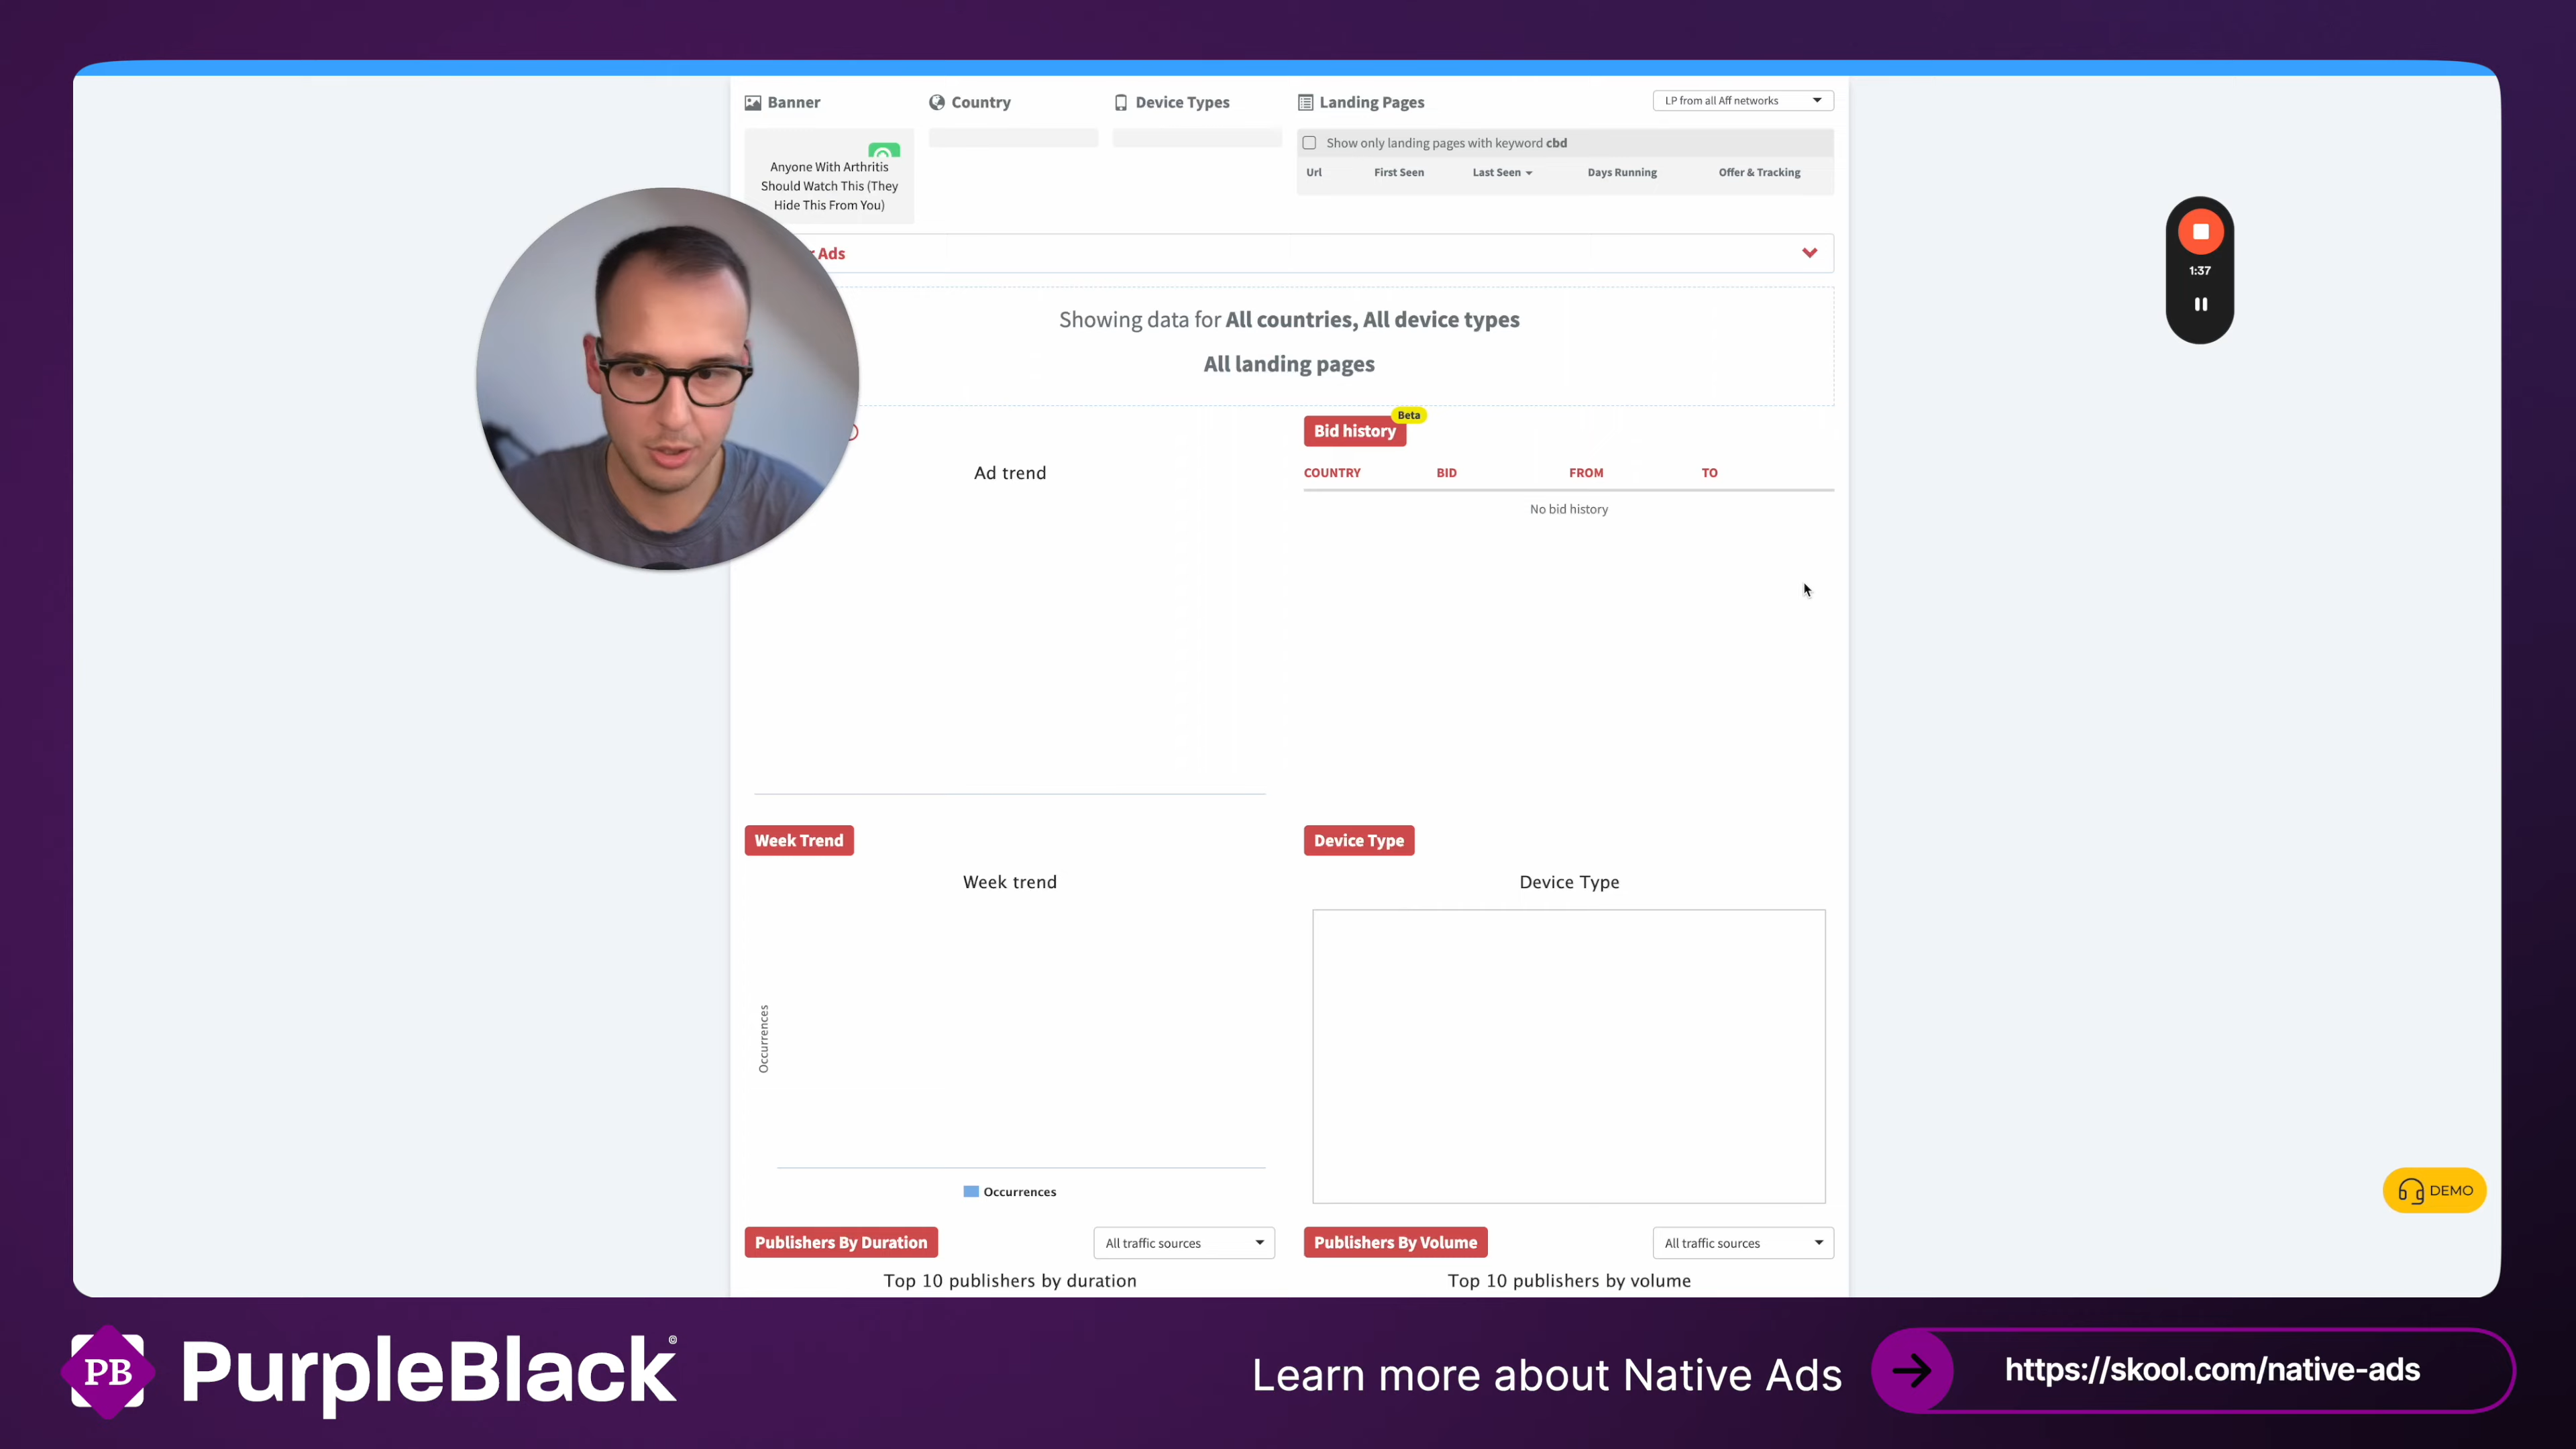 Banner
Country
Device Types
Landing Pages
LP from all Aff networks
Show only landing pages with keyword cbd
Anyone With Arthritis
Should Watch This (They
Hide This From You)
Url First Seen Last Seen Days Running Offer & Tracking
Ads
Showing data for All countries, All device types
All landing pages
1:37
Beta
Bid history
Ad trend
COUNTRY BID FROM TO
No bid history
Week Trend
Device Type
Week trend
Device Type
Occurrences
Occurrences
DEMO
Publishers By Duration
All traffic sources
Publishers By Volume
All traffic sources
Top 10 publishers by duration
Top 10 publishers by volume
PB
PurpleBlack©
Learn more about Native Ads
https://skool.com/native-ads